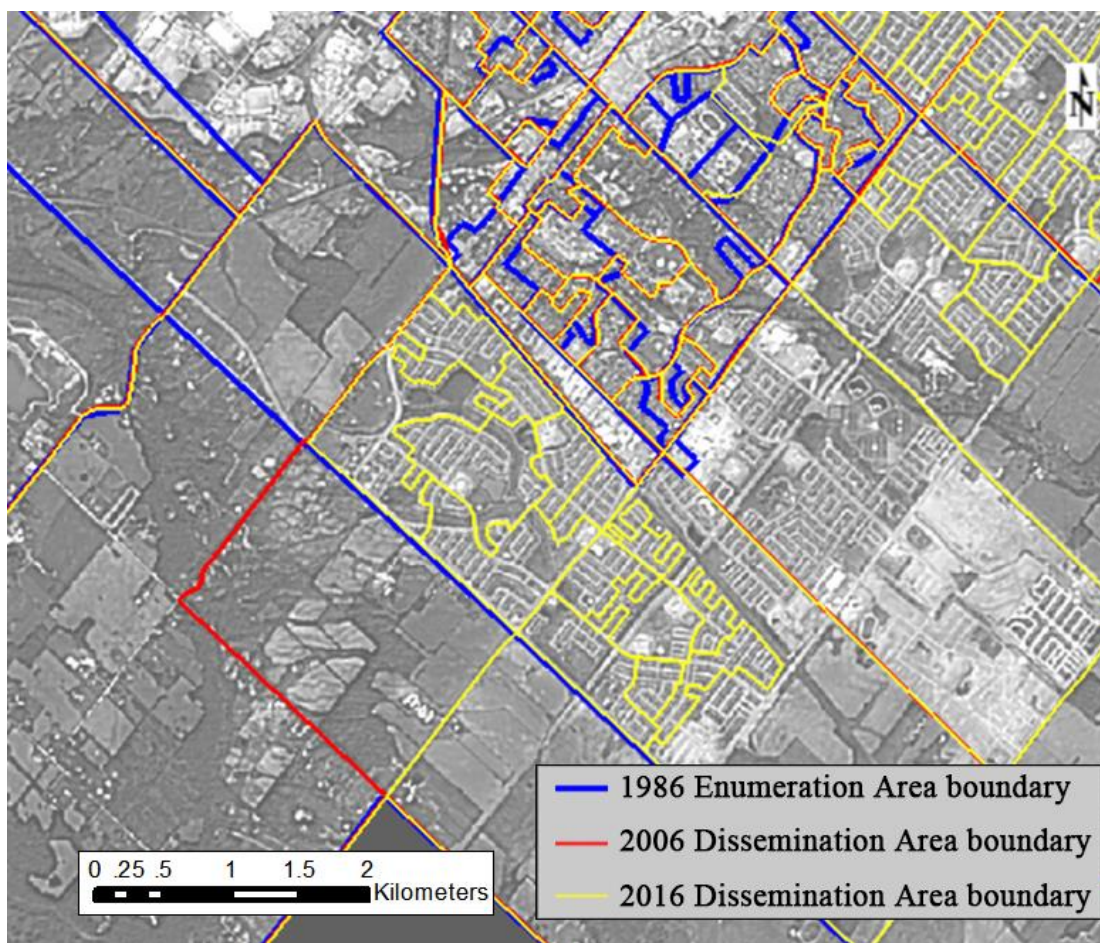 N
1986 Enumeration Area boundary
2006 Dissemination Area boundary
2016 Dissemination Area boundary
0 .25 .5 1 1.5 2
Kilometers